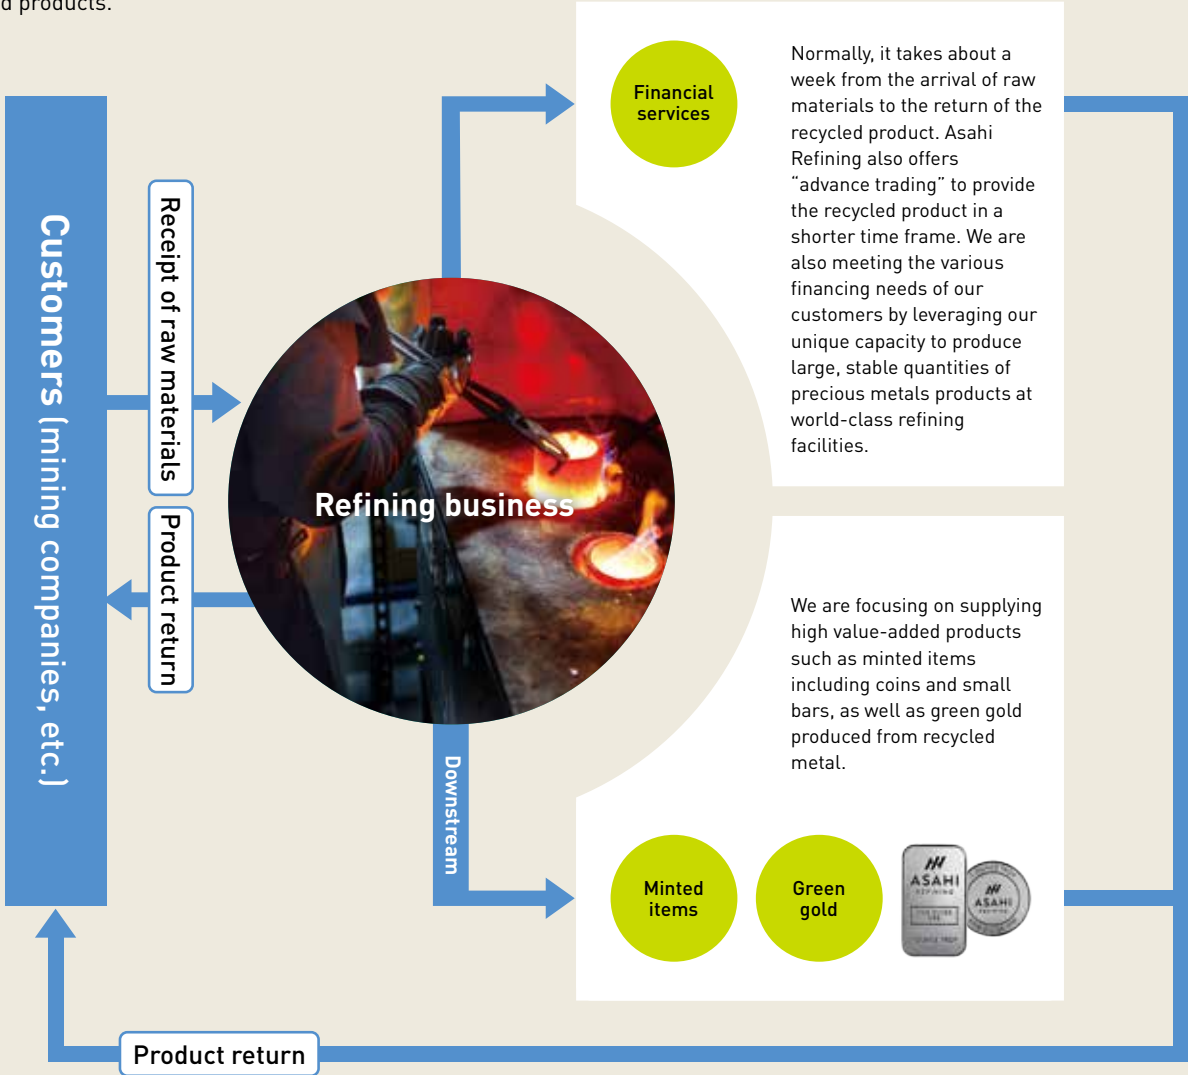 d products.
Customers (mining companies, etc.)
Receipt of raw materials
Product return
Refining business
Downstream
Financial
services
Normally, it takes about a
week from the arrival of raw
materials to the return of the
recycled product. Asahi
Refining also offers
“advance trading” to provide
the recycled product in a
shorter time frame. We are
also meeting the various
financing needs of our
customers by leveraging our
unique capacity to produce
large, stable quantities of
precious metals products at
world-class refining
facilities.
We are focusing on supplying
high value-added products
such as minted items
including coins and small
bars, as well as green gold
produced from recycled
metal.
Minted
items
Green
gold
ASAHI
REFINING
ASAHI
REFINING
Product return